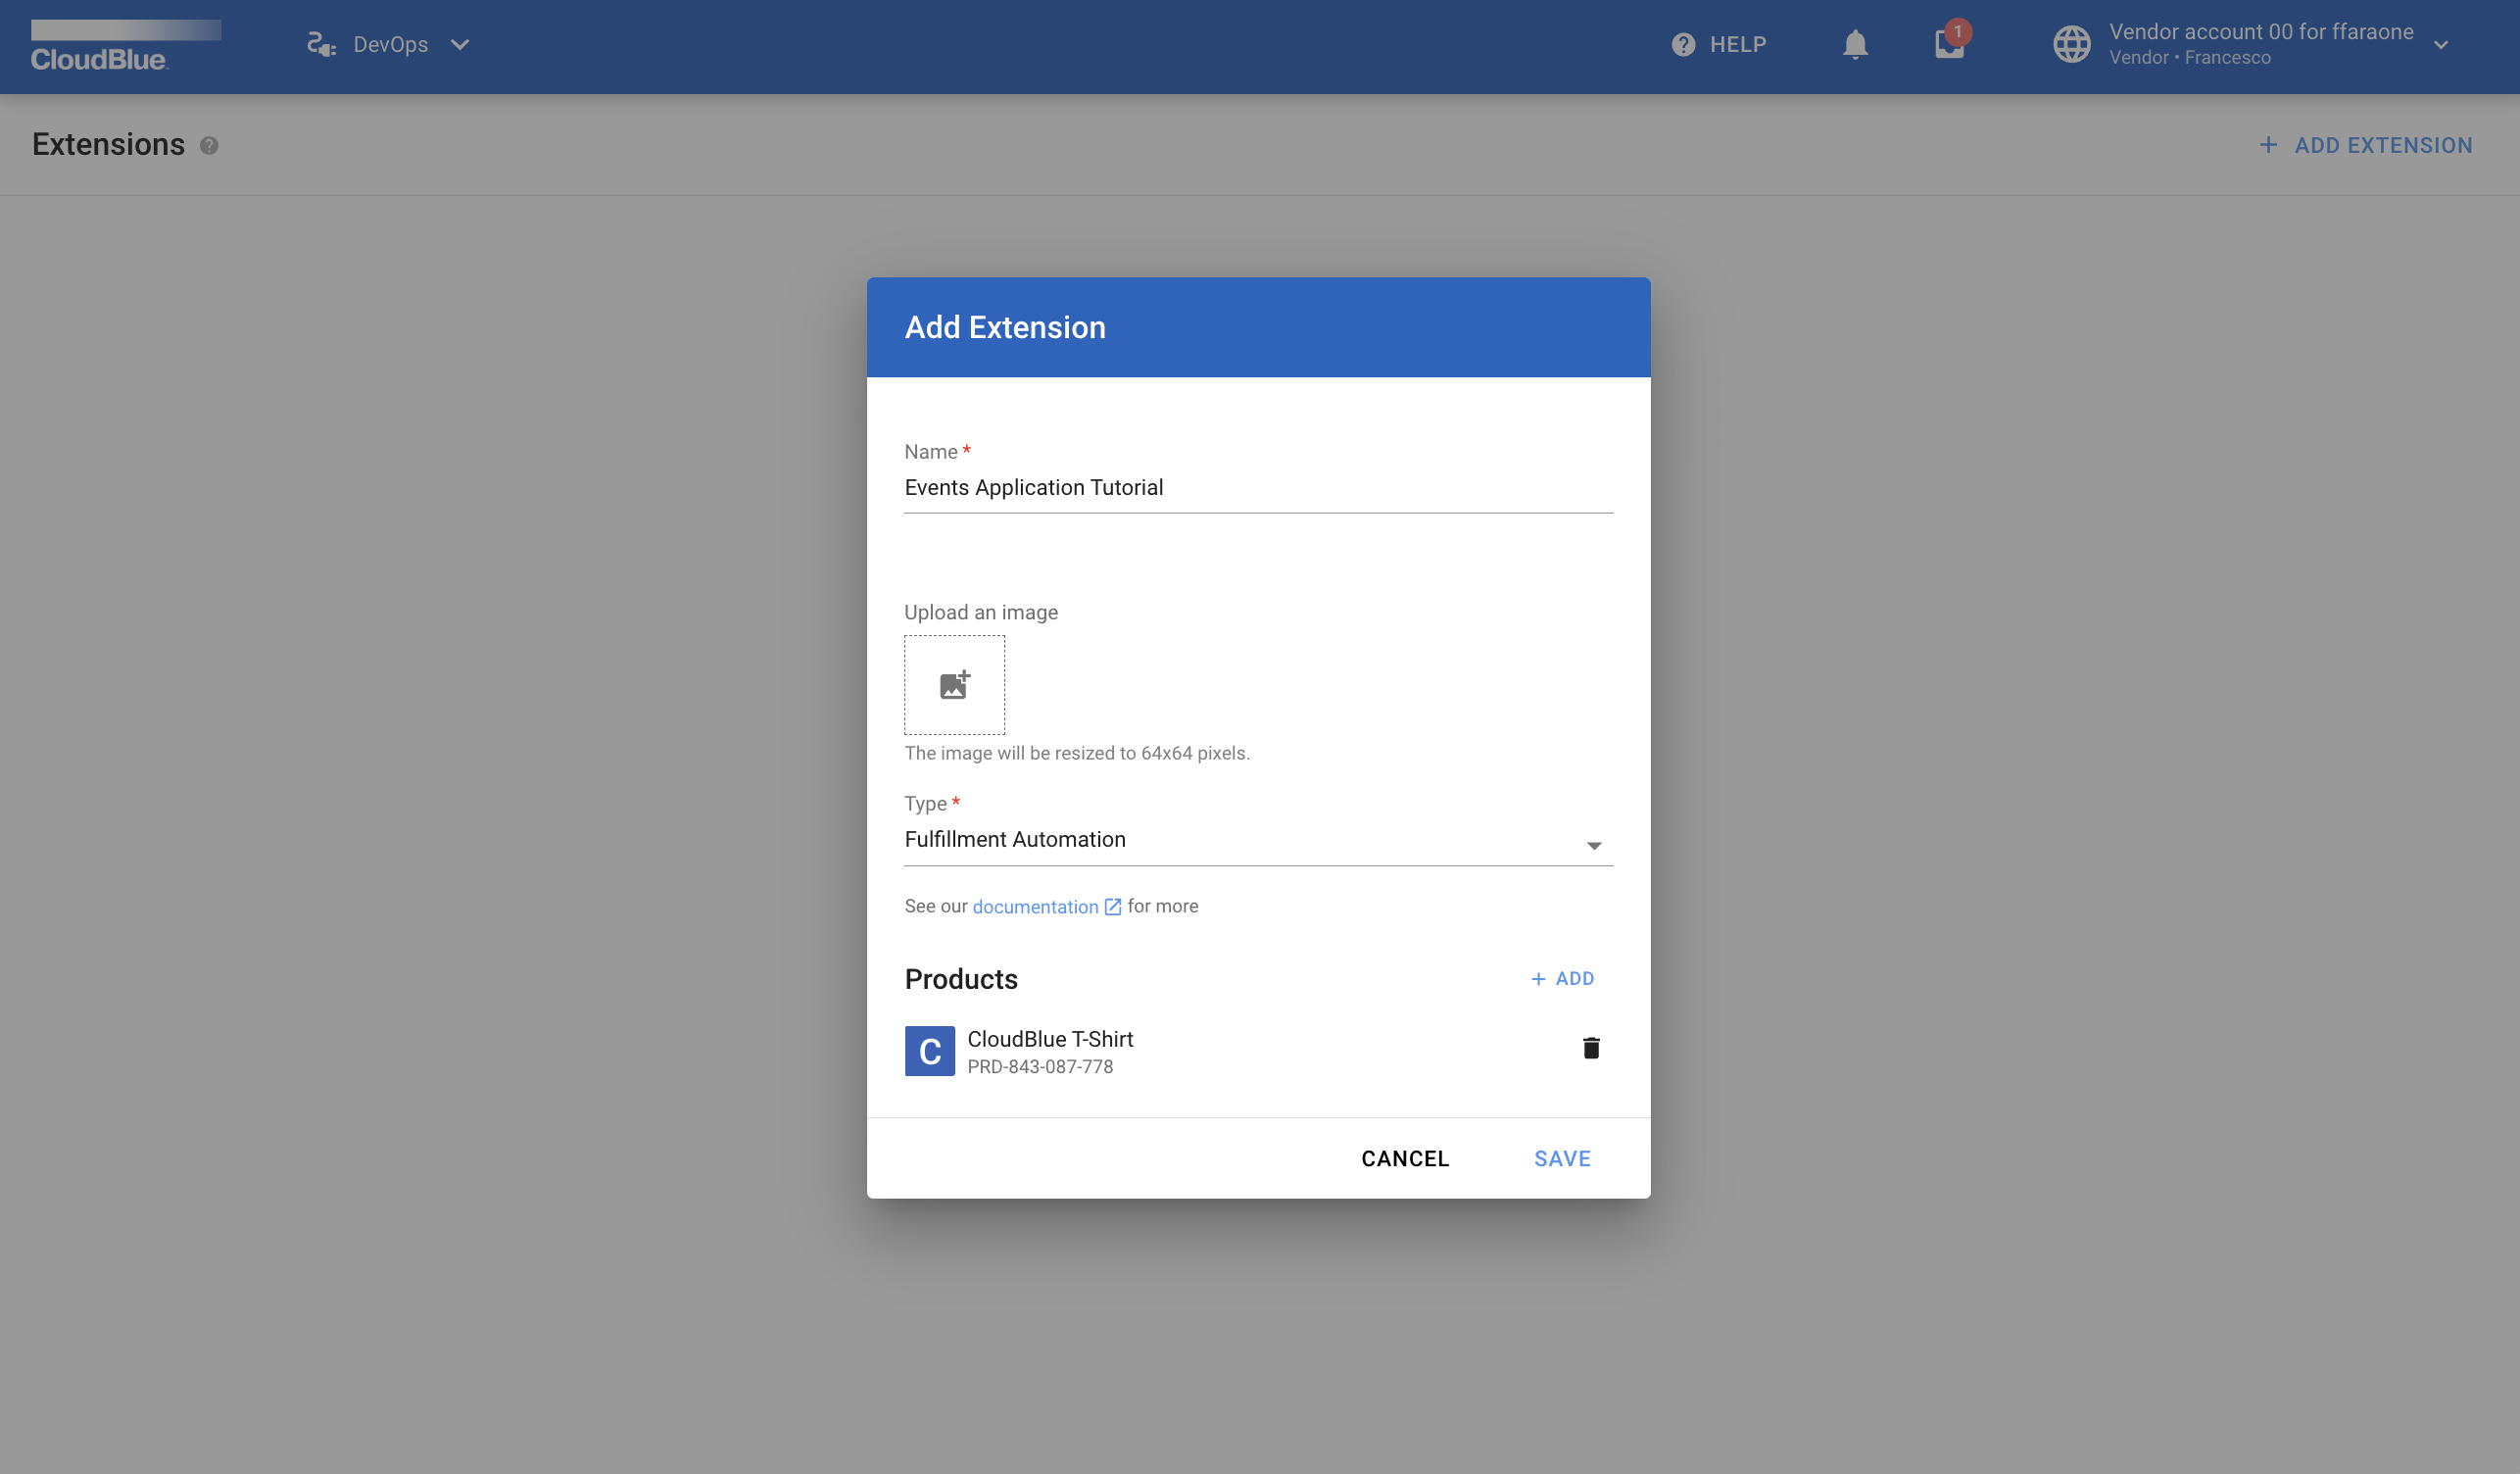 CloudBlue
DevOps
HELP
1
Vendor account 00 for ffaraone
Vendor • Francesco
Extensions
+ ADD EXTENSION
Add Extension
Name *
Events Application Tutorial
Upload an image
The image will be resized to 64x64 pixels.
Type *
Fulfillment Automation
See our documentation for more
Products
+ ADD
C
CloudBlue T-Shirt
PRD-843-087-778
CANCEL
SAVE